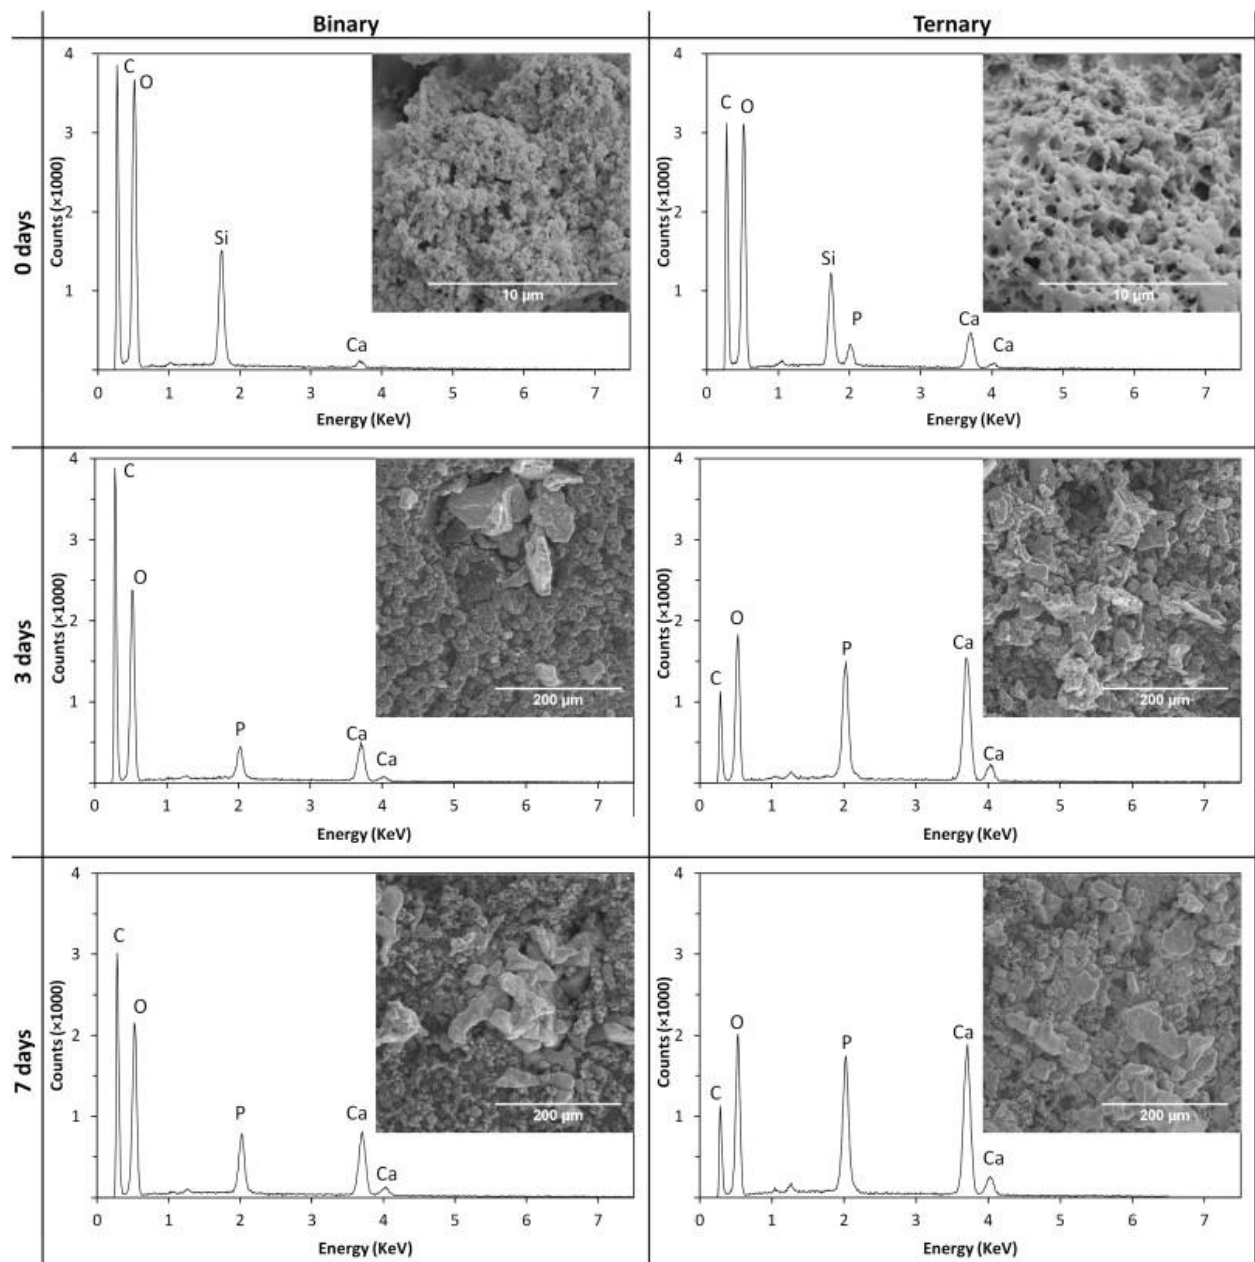 Binary
Ternary
0 days
4
3
2
1
Counts (×1000)
C
O
Si
Ca
10 µm
0 1 2 3 4 5 6 7
Energy (KeV)
4
3
2
1
Counts (×1000)
C
O
Si
P
Ca
Ca
10 µm
0 1 2 3 4 5 6 7
Energy (KeV)
3 days
4
3
2
1
Counts (×1000)
C
O
P
Ca
Ca
200 µm
0 1 2 3 4 5 6 7
Energy (KeV)
4
3
2
1
Counts (×1000)
C
O
P
Ca
Ca
200 µm
0 1 2 3 4 5 6 7
Energy (KeV)
7 days
4
3
2
1
Counts (×1000)
C
O
P
Ca
Ca
200 µm
0 1 2 3 4 5 6 7
Energy (KeV)
4
3
2
1
Counts (×1000)
C
O
P
Ca
Ca
200 µm
0 1 2 3 4 5 6 7
Energy (KeV)